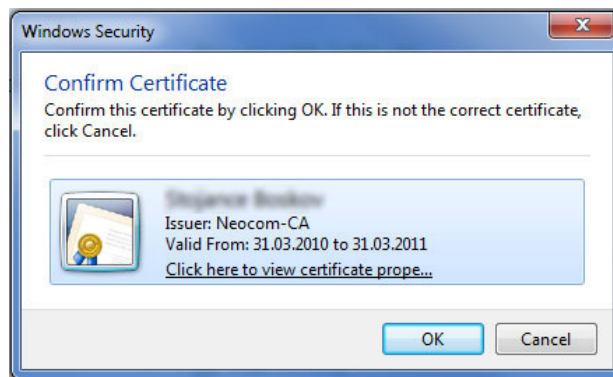 Windows Security
Confirm Certificate
Confirm this certificate by clicking OK. If this is not the correct certificate,
click Cancel.
Issuer: Neocom-CA
Valid From: 31.03.2010 to 31.03.2011
Click here to view certificate prope...
OK
Cancel